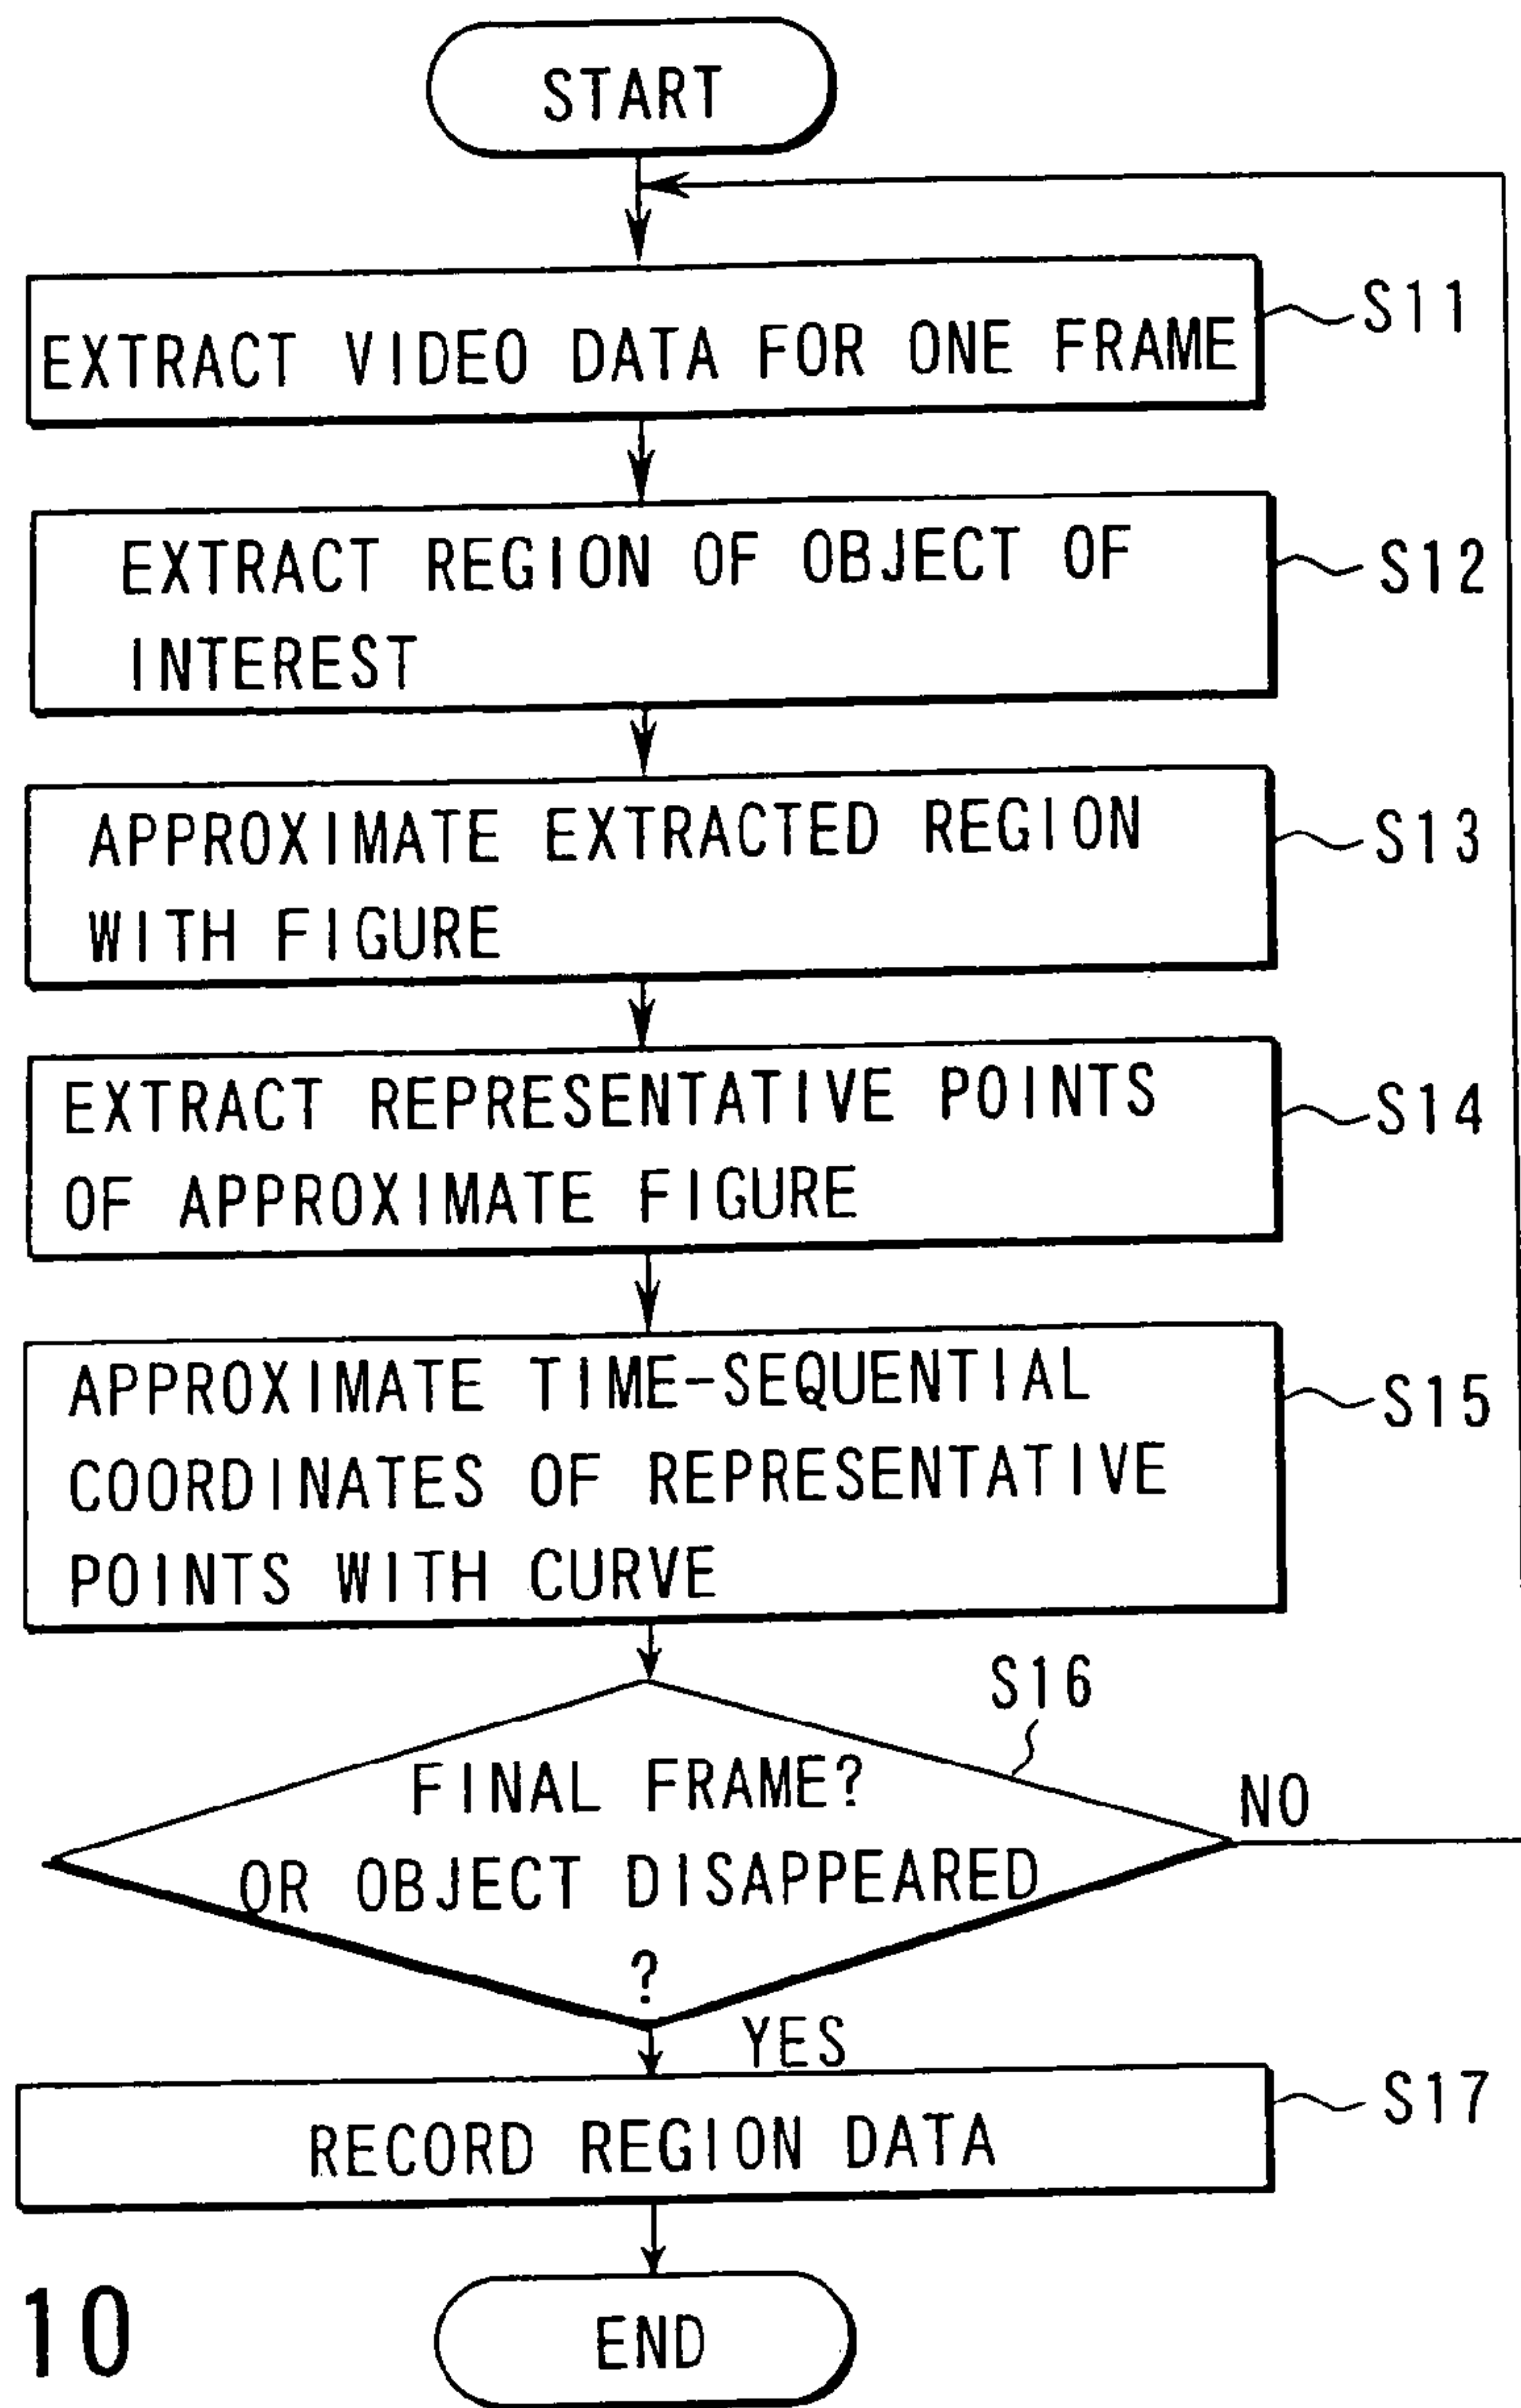 START
EXTRACT VIDEO DATA FOR ONE FRAME
S11
EXTRACT REGION OF OBJECT OF
INTEREST
S12
APPROXIMATE EXTRACTED REGION
WITH FIGURE
S13
EXTRACT REPRESENTATIVE POINTS
OF APPROXIMATE FIGURE
S14
APPROXIMATE TIME-SEQUENTIAL
COORDINATES OF REPRESENTATIVE
POINTS WITH CURVE
S15
S16
FINAL FRAME?
OR OBJECT DISAPPEARED
?
NO
YES
RECORD REGION DATA
S17
END
10